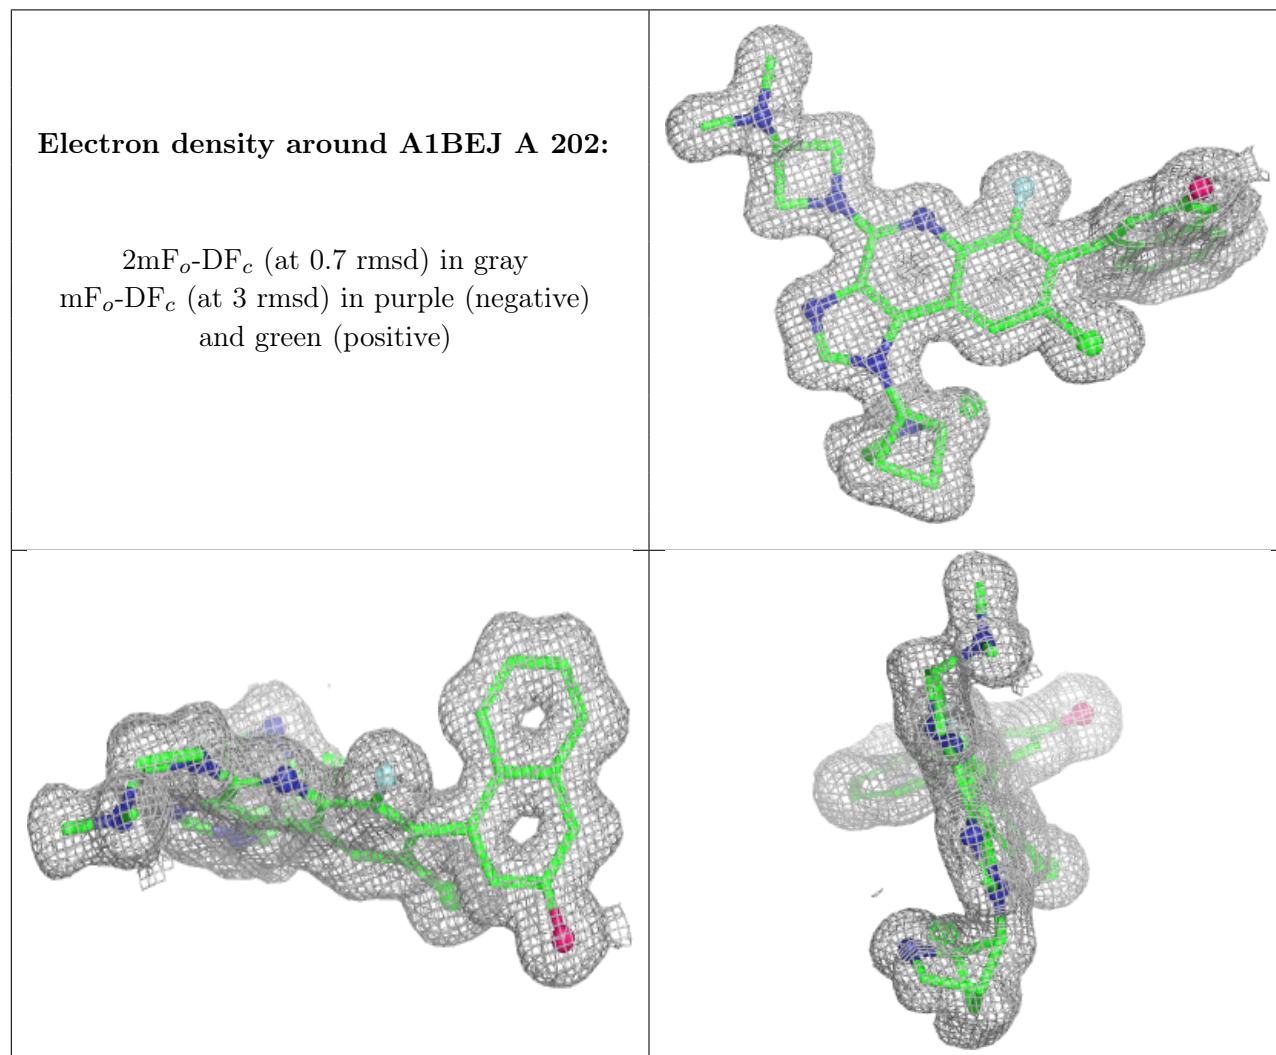 Electron density around A1BEJ A 202:
2mFo-DFc (at 0.7 rmsd) in gray
mFo-DFc (at 3 rmsd) in purple (negative)
and green (positive)